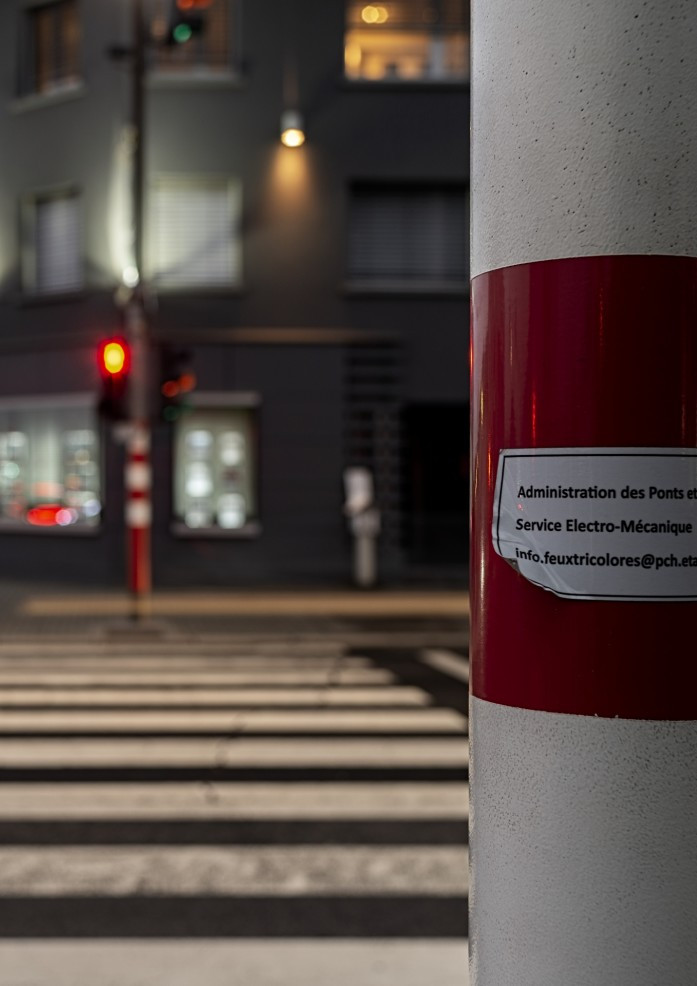 Administration des Ponts et
Service Electro-Mécanique
info.feuxtricolores@pch.eta